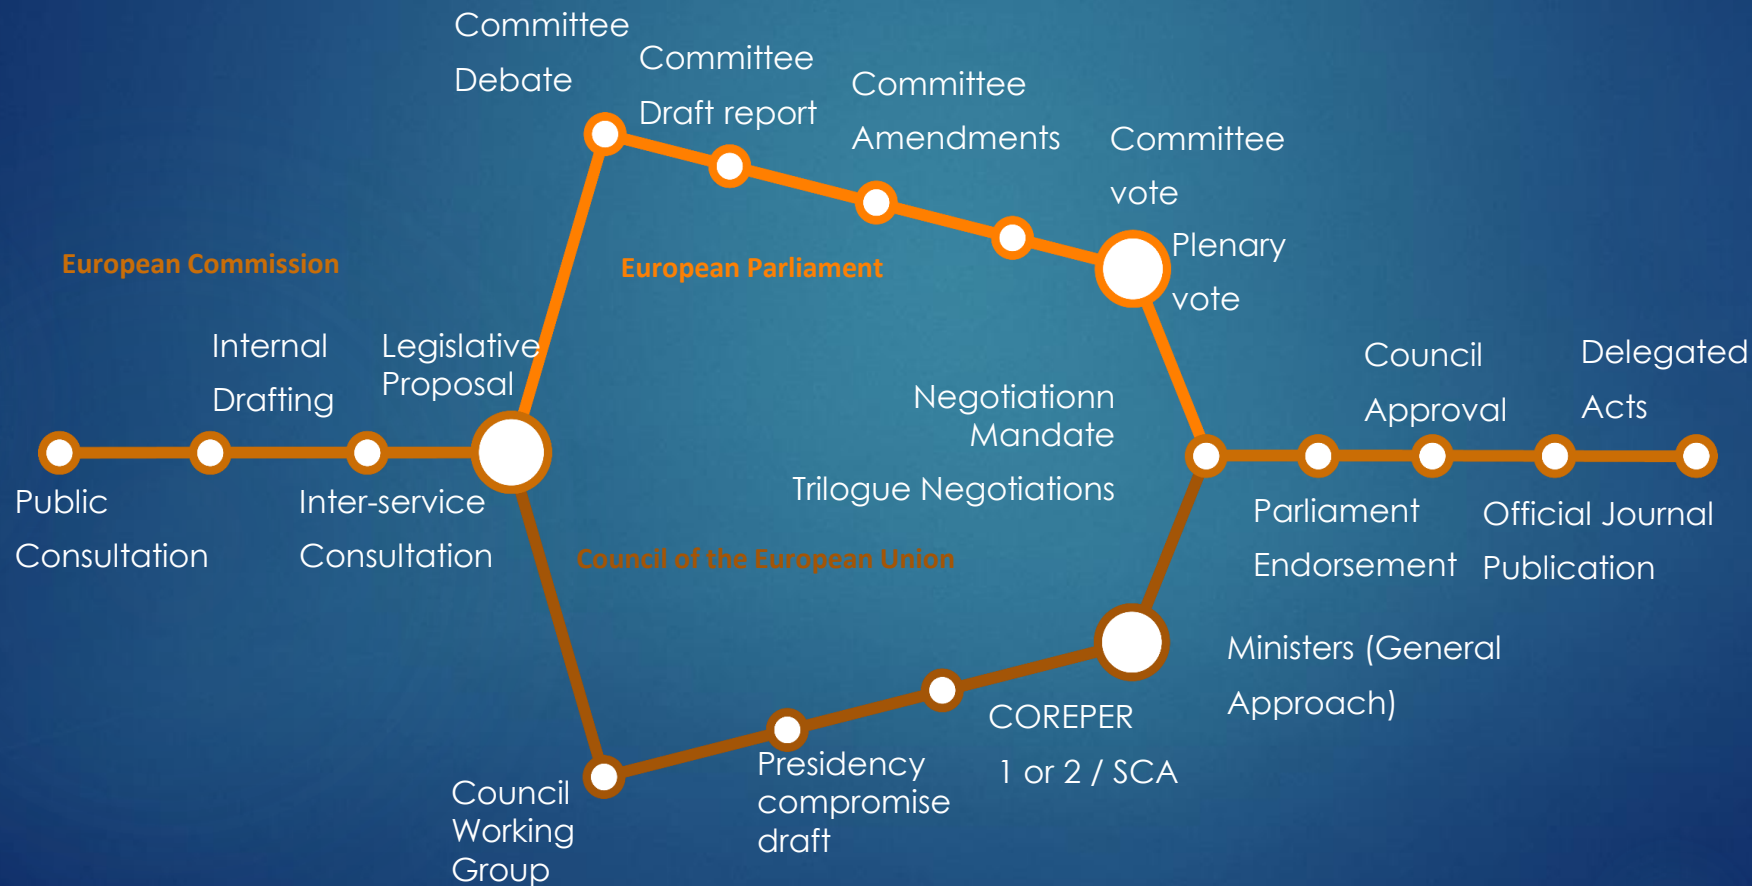 Committee
Debate
Committee
Draft report
Committee
Amendments
Committee
vote
Plenary
vote
European Commission
European Parliament
Internal
Drafting
Legislative
Proposal
Negotiationn
Mandate
Trilogue Negotiations
Council
Approval
Delegated
Acts
Public
Consultation
Inter-service
Consultation
Parliament
Endorsement
Official Journal
Publication
Council of the European Union
Ministers (General
Approach)
COREPER
1 or 2 / SCA
Presidency
compromise
draft
Council
Working
Group